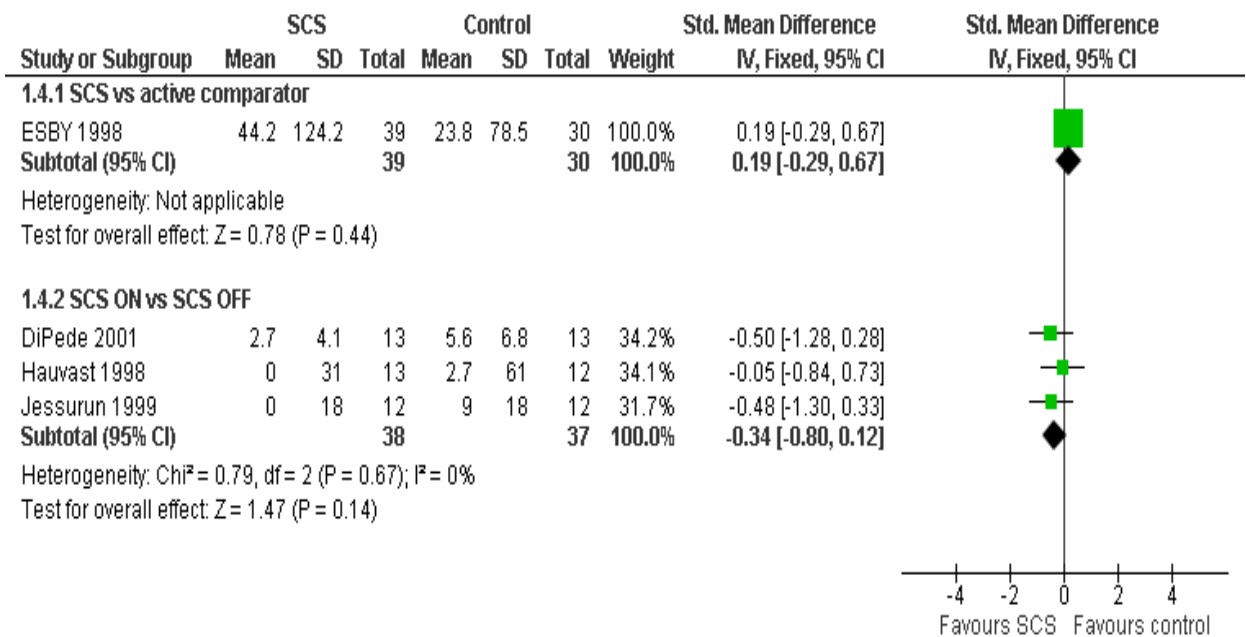 SCS Control Std. Mean Difference Std. Mean Difference
Study or Subgroup Mean SD Total Mean SD Total Weight IV, Fixed, 95% CI IV, Fixed, 95% CI
1.4.1 SCS vs active comparator
ESBY 1998 44.2 124.2 39 23.8 78.5 30 100.0% 0.19 [-0.29, 0.67]
Subtotal (95% CI) 39 30 100.0% 0.19 [-0.29, 0.67]
Heterogeneity: Not applicable
Test for overall effect: Z = 0.78 (P = 0.44)
1.4.2 SCS ON vs SCS OFF
DiPede 2001 2.7 4.1 13 5.6 6.8 13 34.2% -0.50 [-1.28, 0.28]
Hauvast 1998 0 31 13 2.7 61 12 34.1% -0.05 [-0.84, 0.73]
Jessurun 1999 0 18 12 9 18 12 31.7% -0.48 [-1.30, 0.33]
Subtotal (95% CI) 38 37 100.0% -0.34 [-0.80, 0.12]
Heterogeneity: Chi² = 0.79, df = 2 (P = 0.67); I² = 0%
Test for overall effect: Z = 1.47 (P = 0.14)
-4 -2 0 2 4
Favours SCS Favours control